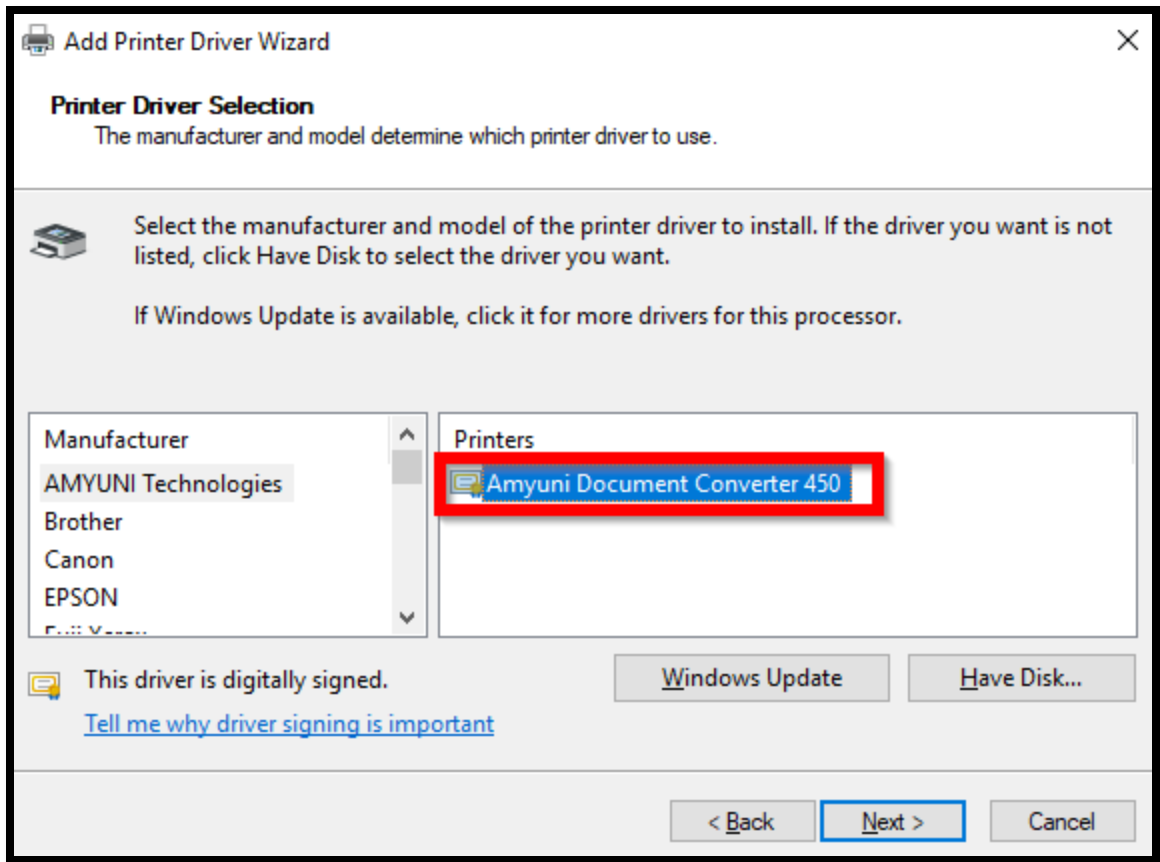 Add Printer Driver Wizard
Printer Driver Selection
The manufacturer and model determine which printer driver to use.
Select the manufacturer and model of the printer driver to install. If the driver you want is not
listed, click Have Disk to select the driver you want.
If Windows Update is available, click it for more drivers for this processor.
Manufacturer
AMYUNI Technologies
Brother
Canon
EPSON
Printers
Amyuni Document Converter 450
This driver is digitally signed.
Tell me why driver signing is important
Windows Update
Have Disk...
< Back
Next >
Cancel